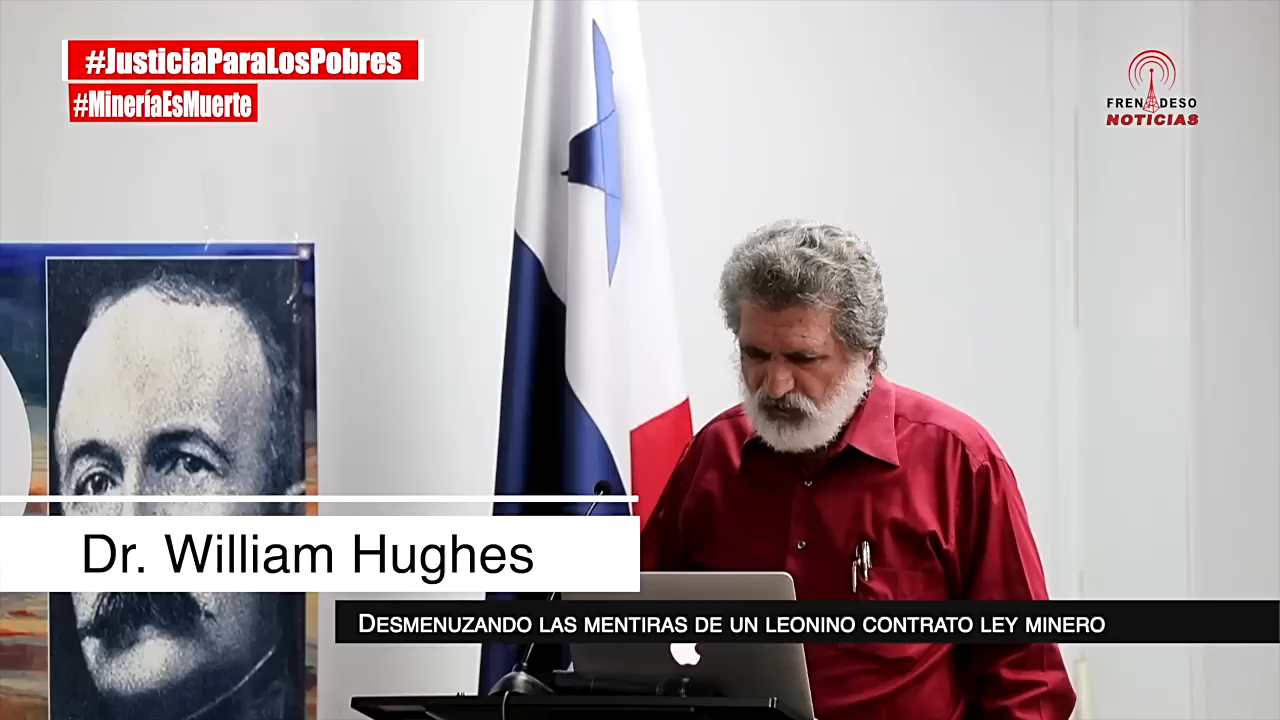 #JusticiaParaLosPobres
#MineríaEsMuerte
FRENADESO
NOTICIAS
Dr. William Hughes
DESMENUZANDO LAS MENTIRAS DE UN LEONINO CONTRATO LEY MINERO